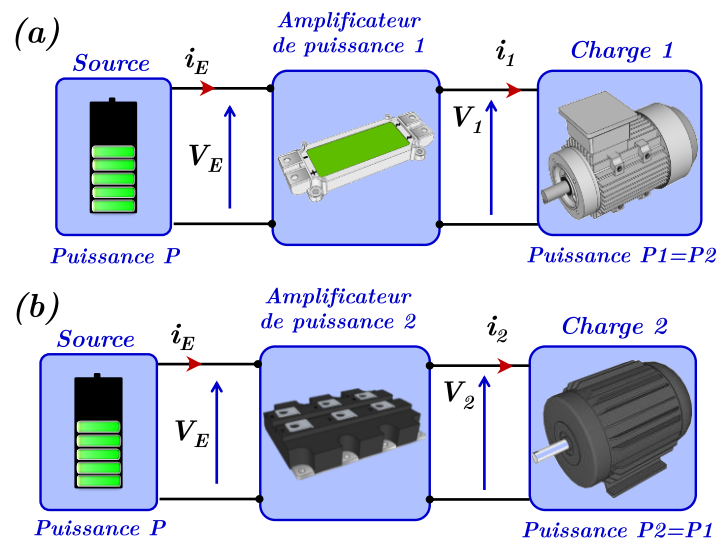 (a)
Amplificateur
de puissance 1
Source
i_E
i_1
Charge 1
V_E
V_1
Puissance P
Puissance P1=P2
(b)
Amplificateur
de puissance 2
Source
i_E
i_2
Charge 2
V_E
V_2
Puissance P
Puissance P2=P1